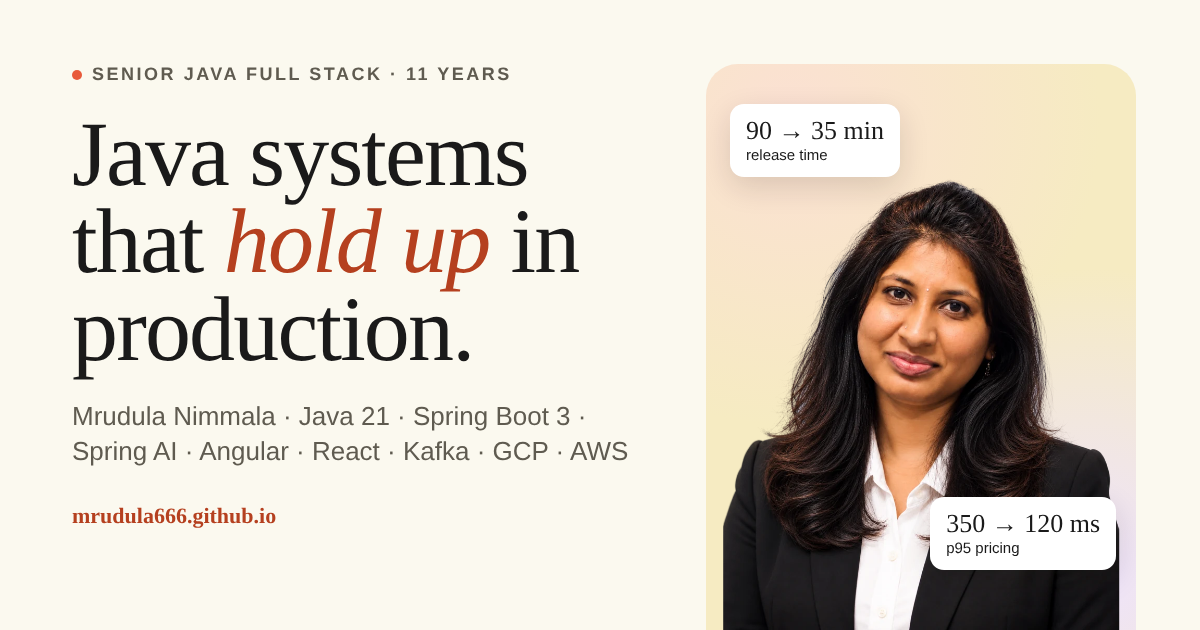 SENIOR JAVA FULL STACK · 11 YEARS
Java systems
that hold up in
production.
Mrudula Nimmala · Java 21 · Spring Boot 3 ·
Spring AI · Angular · React · Kafka · GCP · AWS
mrudula666.github.io
90 → 35 min
release time
350 → 120 ms
p95 pricing